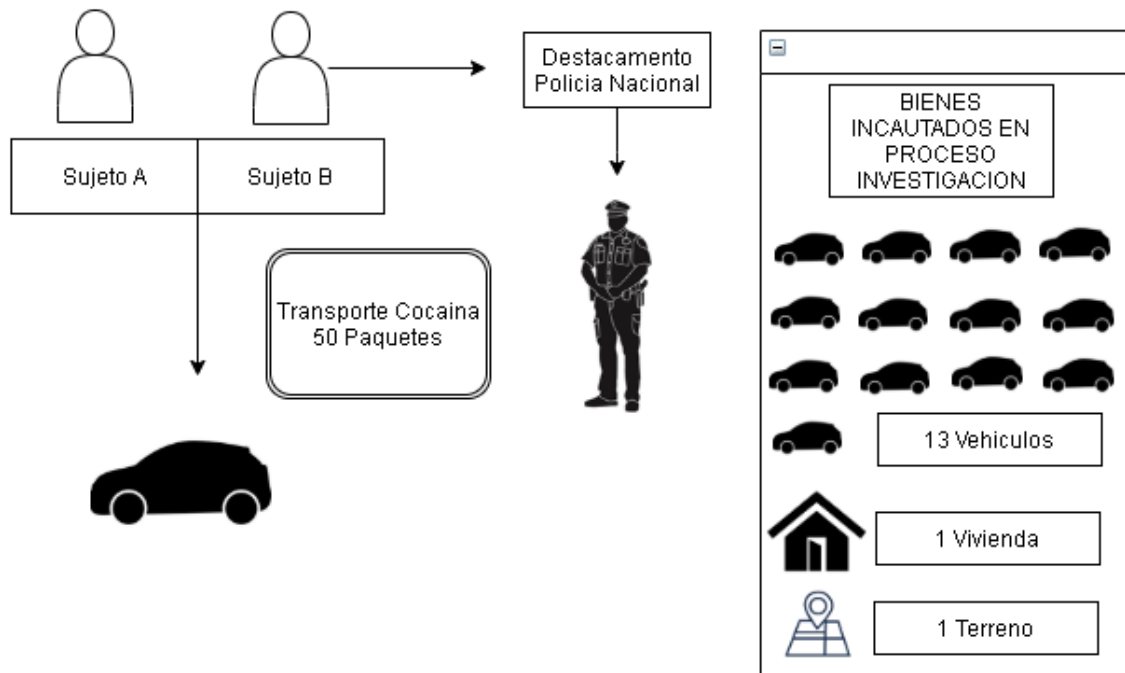 Sujeto A
Sujeto B
Transporte Cocaina
50 Paquetes
Destacamento
Policia Nacional
BIENES
INCAUTADOS EN
PROCESO
INVESTIGACION
13 Vehiculos
1 Vivienda
1 Terreno